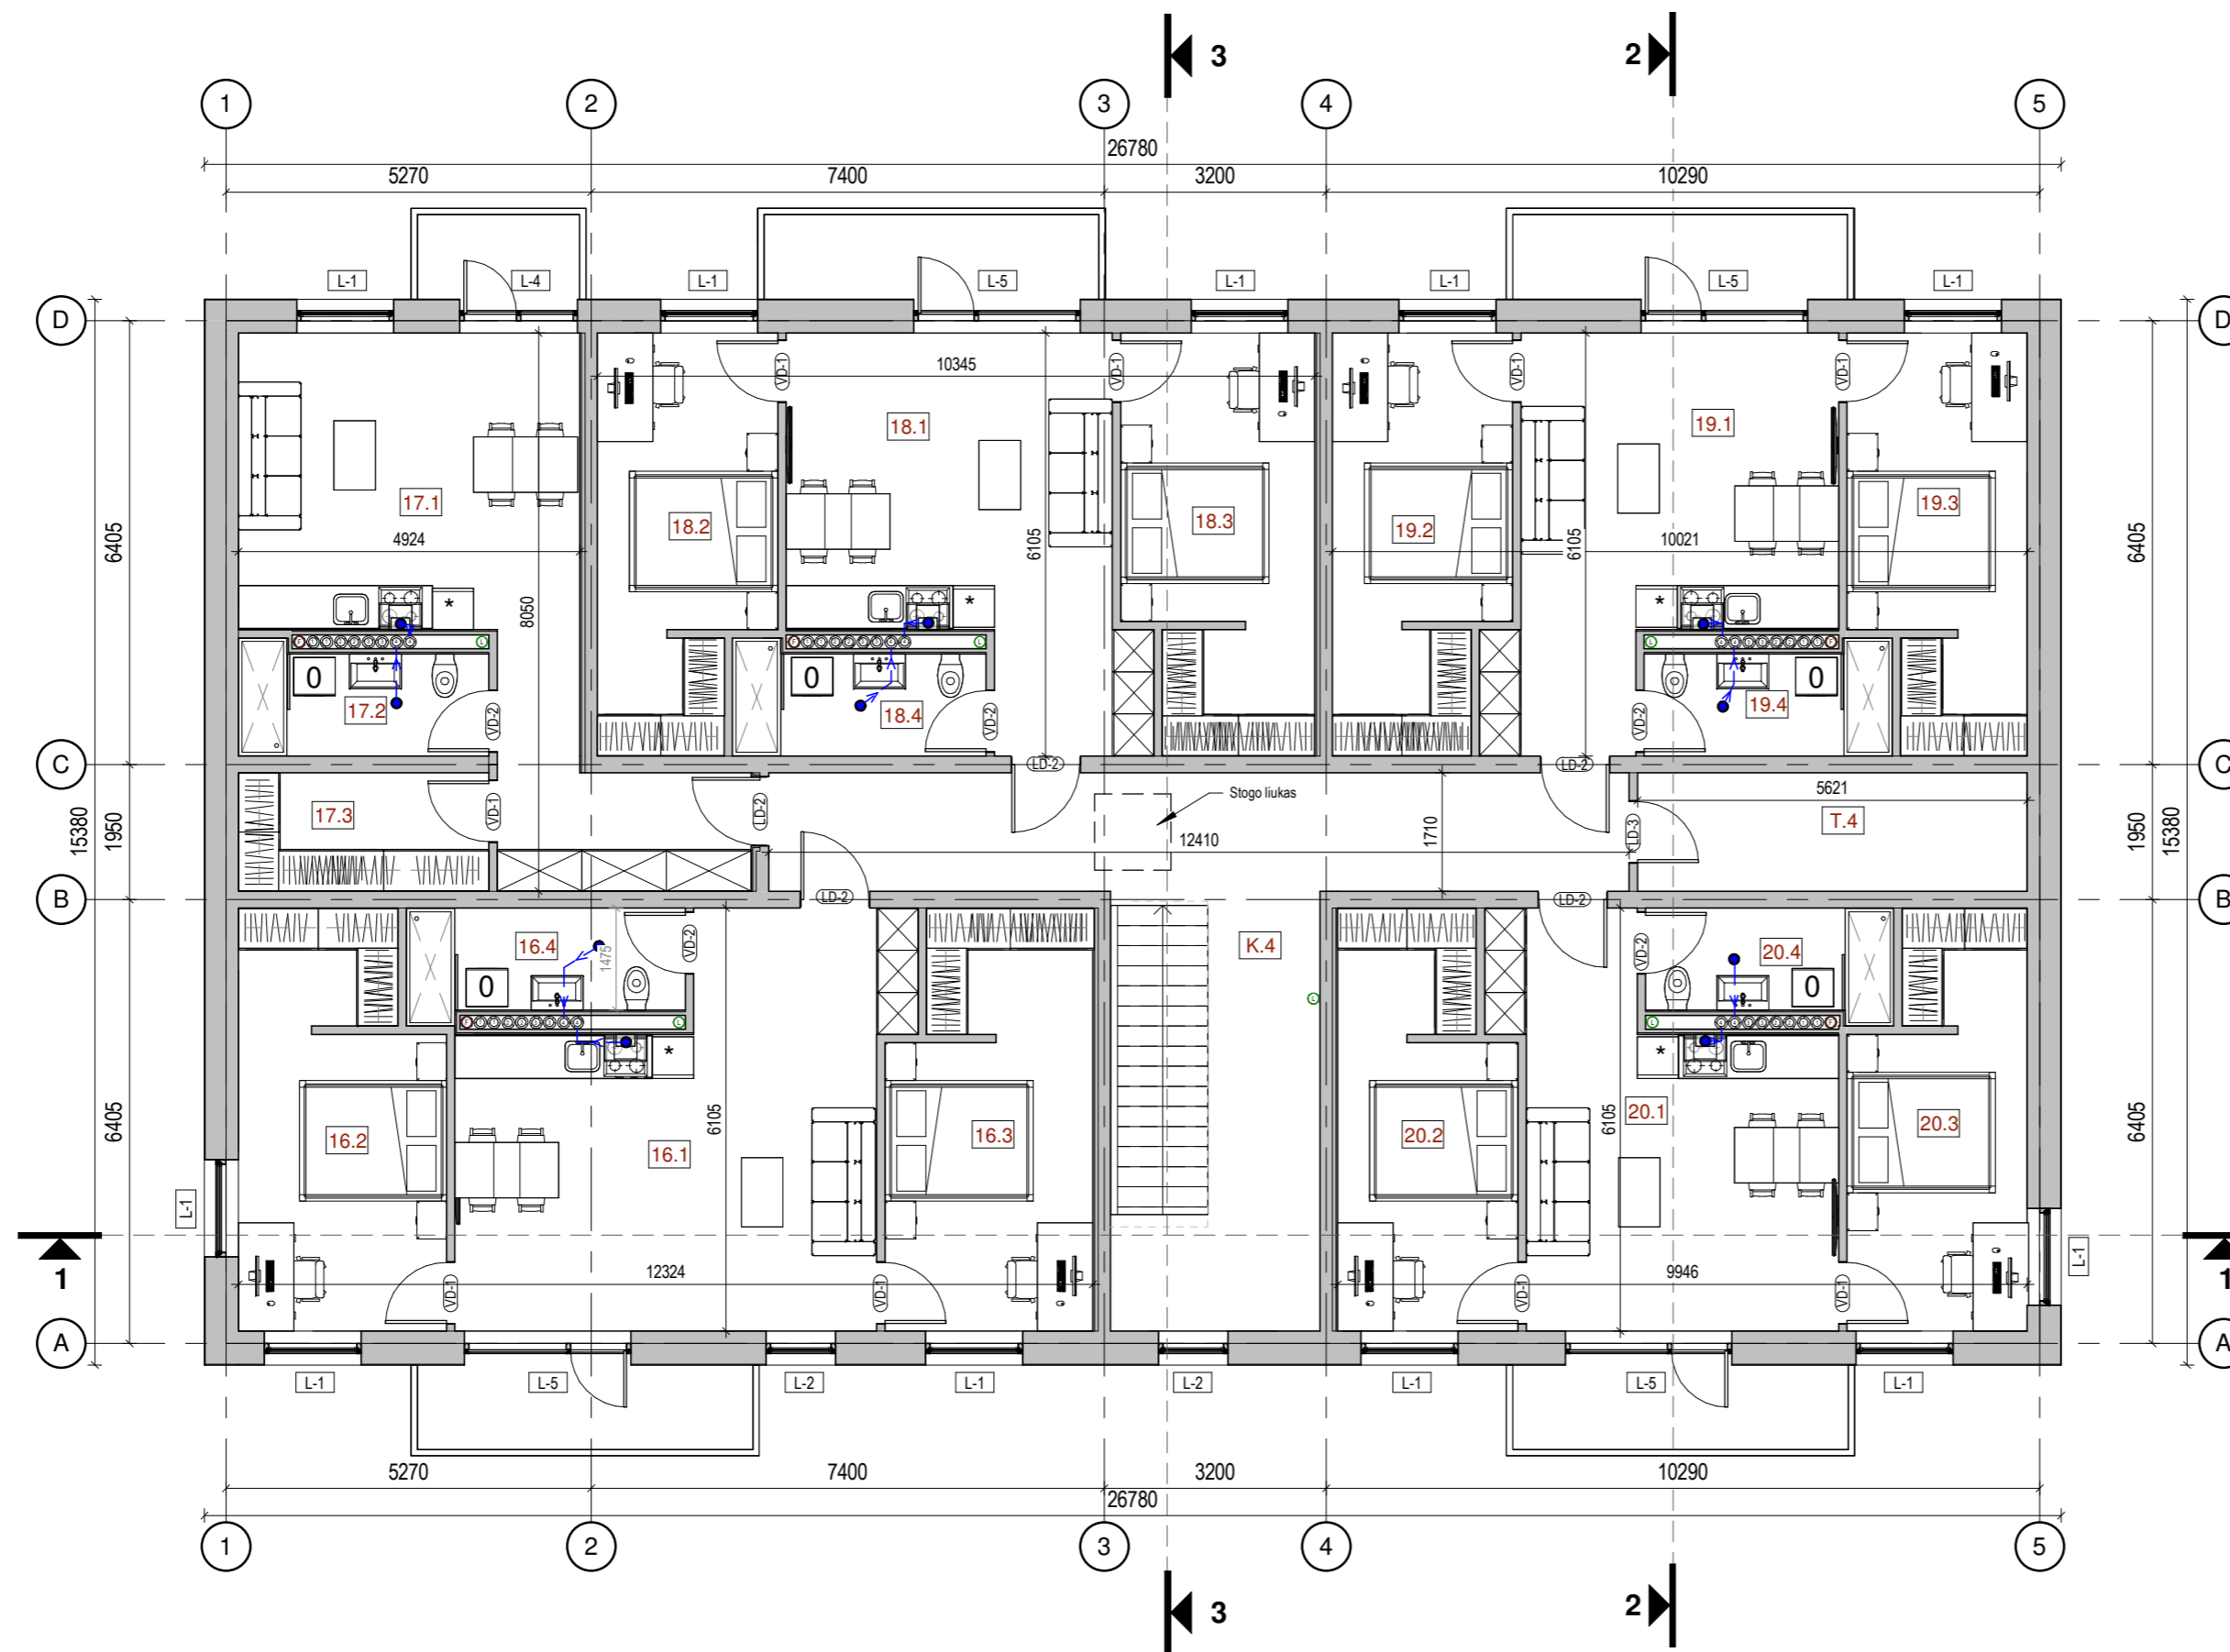 3
2
1
2
3
4
5
26780
5270
7400
3200
10290
L-1
L-4
L-1
L-5
L-1
L-1
L-5
L-1
D
D
VD-1
10345
VD-1
VD-1
VD-1
18.1
19.1
17.1
18.2
18.3
19.2
19.3
4924
10021
6405
6105
6105
6405
*
*
*
8050
0
0
0
17.2
18.4
19.4
VD-2
VD-2
VD-2
C
LD-2
LD-2
C
17.3
VD-1
LD-2
Stogo liukas
5621
T.4
15380
1950
12410
1710
LD-3
1950
15380
B
LD-2
LD-2
B
16.4
1475
VD-2
K.4
VD-2
20.4
0
0
*
*
L
6405
6105
6105
6405
16.2
16.1
16.3
20.2
20.1
20.3
L-1
L-1
1
12324
9946
1
VD-1
VD-1
VD-1
VD-1
A
A
L-1
L-5
L-2
L-1
L-2
L-1
L-5
L-1
5270
7400
3200
10290
26780
1
2
3
4
5
3
2